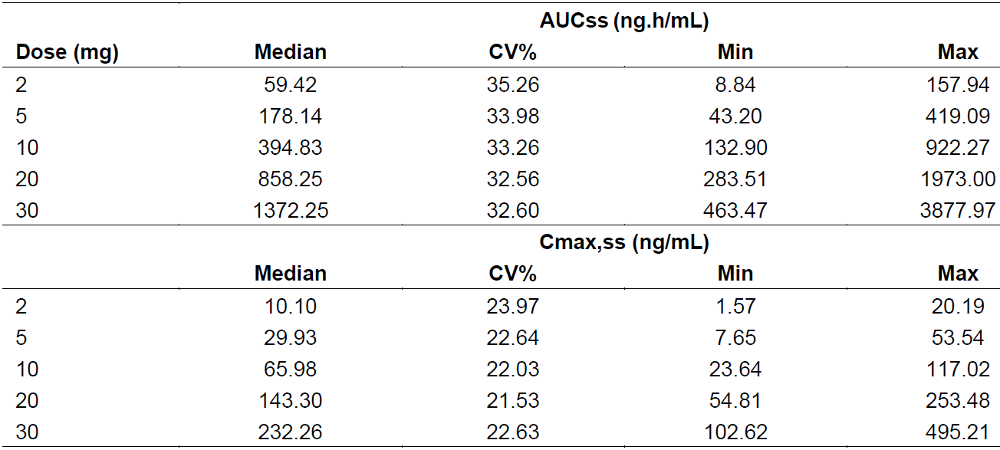 AUCss (ng.h/mL)
Dose (mg) Median CV% Min Max
2 59.42 35.26 8.84 157.94
5 178.14 33.98 43.20 419.09
10 394.83 33.26 132.90 922.27
20 858.25 32.56 283.51 1973.00
30 1372.25 32.60 463.47 3877.97
Cmax,ss (ng/mL)
Median CV% Min Max
2 10.10 23.97 1.57 20.19
5 29.93 22.64 7.65 53.54
10 65.98 22.03 23.64 117.02
20 143.30 21.53 54.81 253.48
30 232.26 22.63 102.62 495.21